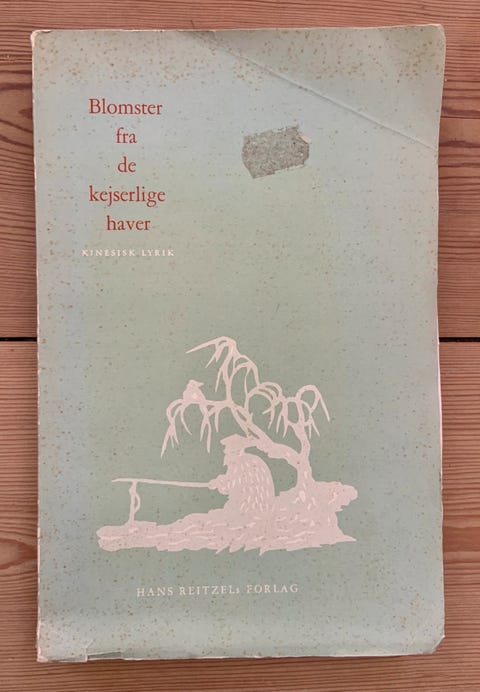 Blomster
fra
de
kejserlige
haver
KINESISK LYRIK
HANS REITZELs FORLAG